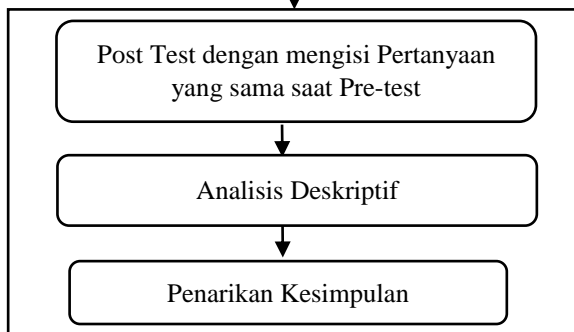 Post Test dengan mengisi Pertanyaan
yang sama saat Pre-test
Analisis Deskriptif
Penarikan Kesimpulan